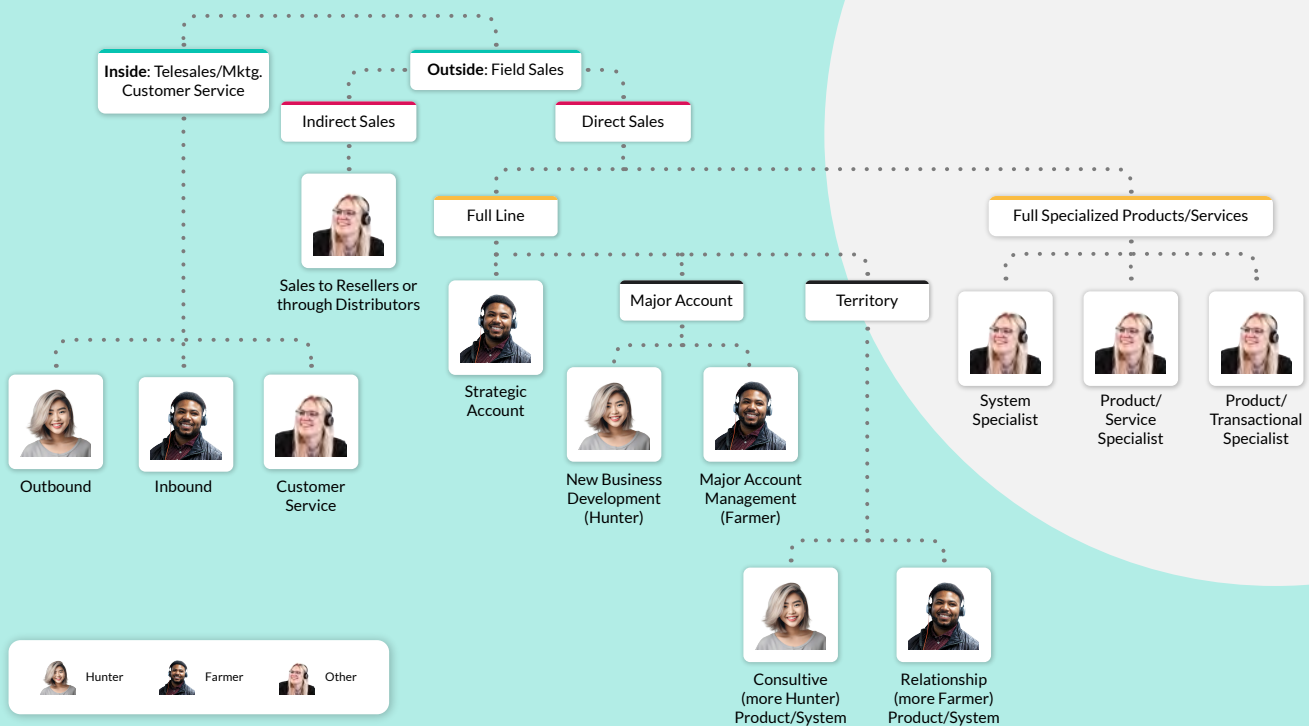 Inside: Telesales/Mktg.
Customer Service
Outside: Field Sales
Indirect Sales
Direct Sales
Sales to Resellers or
through Distributors
Full Line
Full Specialized Products/Services
Strategic
Account
Major Account
Territory
System
Specialist
Product/
Service
Specialist
Product/
Transactional
Specialist
Outbound
Inbound
Customer
Service
New Business
Development
(Hunter)
Major Account
Management
(Farmer)
Consultive
(more Hunter)
Product/System
Relationship
(more Farmer)
Product/System
Hunter
Farmer
Other